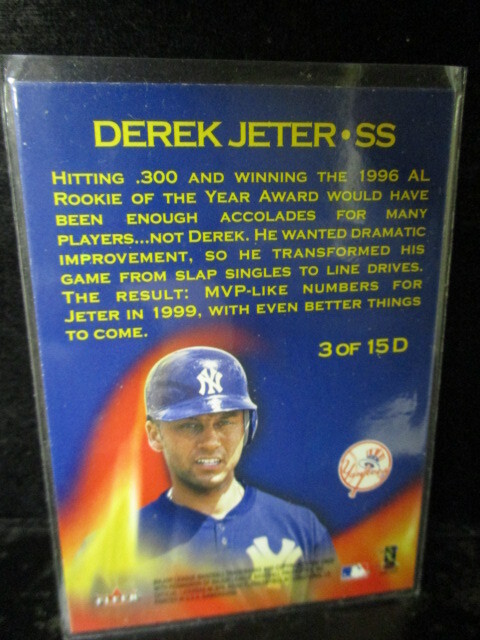 DEREK JETER • SS
HITTING .300 AND WINNING THE 1996 AL
ROOKIE OF THE YEAR AWARD WOULD HAVE
BEEN ENOUGH ACCOLADES FOR MANY
PLAYERS...NOT DEREK. HE WANTED DRAMATIC
IMPROVEMENT, SO HE TRANSFORMED HIS
GAME FROM SLAP SINGLES TO LINE DRIVES.
THE RESULT: MVP-LIKE NUMBERS FOR
JETER IN 1999, WITH EVEN BETTER THINGS
TO COME.
3 OF 15 D
NY
Yankees
FLEER